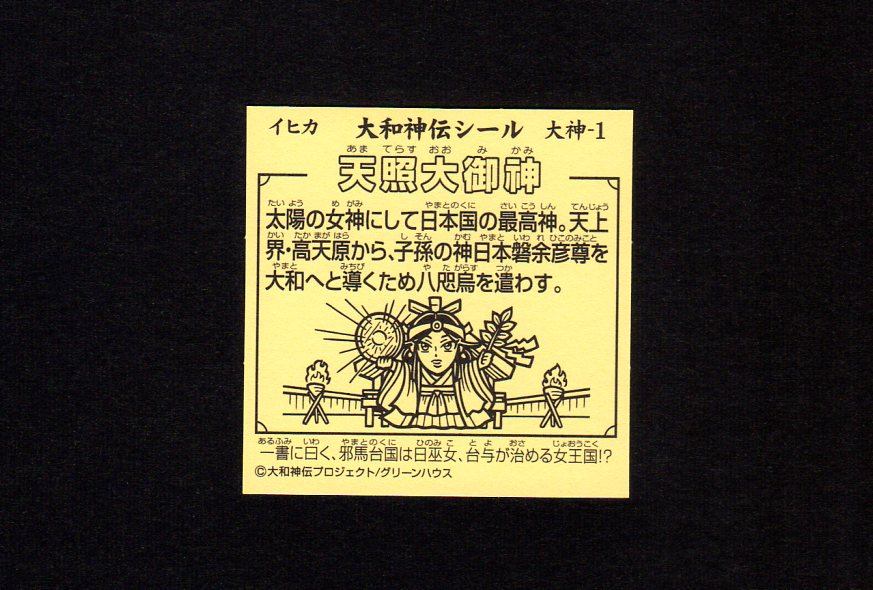 イヒカ 大和神伝シール 大神-1
あま てらす おお み かみ
天照大御神
たい よう め がみ やまとのくに さい こう しん てんじょう
太陽の女神にして日本国の最高神。天上
かい たか まが はら し そん かむ やまと いわ れ ひこのみこと
界・高天原から、子孫の神日本磐余彦尊を
やまと みちび や た がらす つか
大和へと導くため八咫烏を遣わす。
あるふみ いわ やまとのくに ひのみ こ と よ おさ じょおうこく
一書に曰く、邪馬台国は日巫女、台与が治める女王国!?
©大和神伝プロジェクト/グリーンハウス